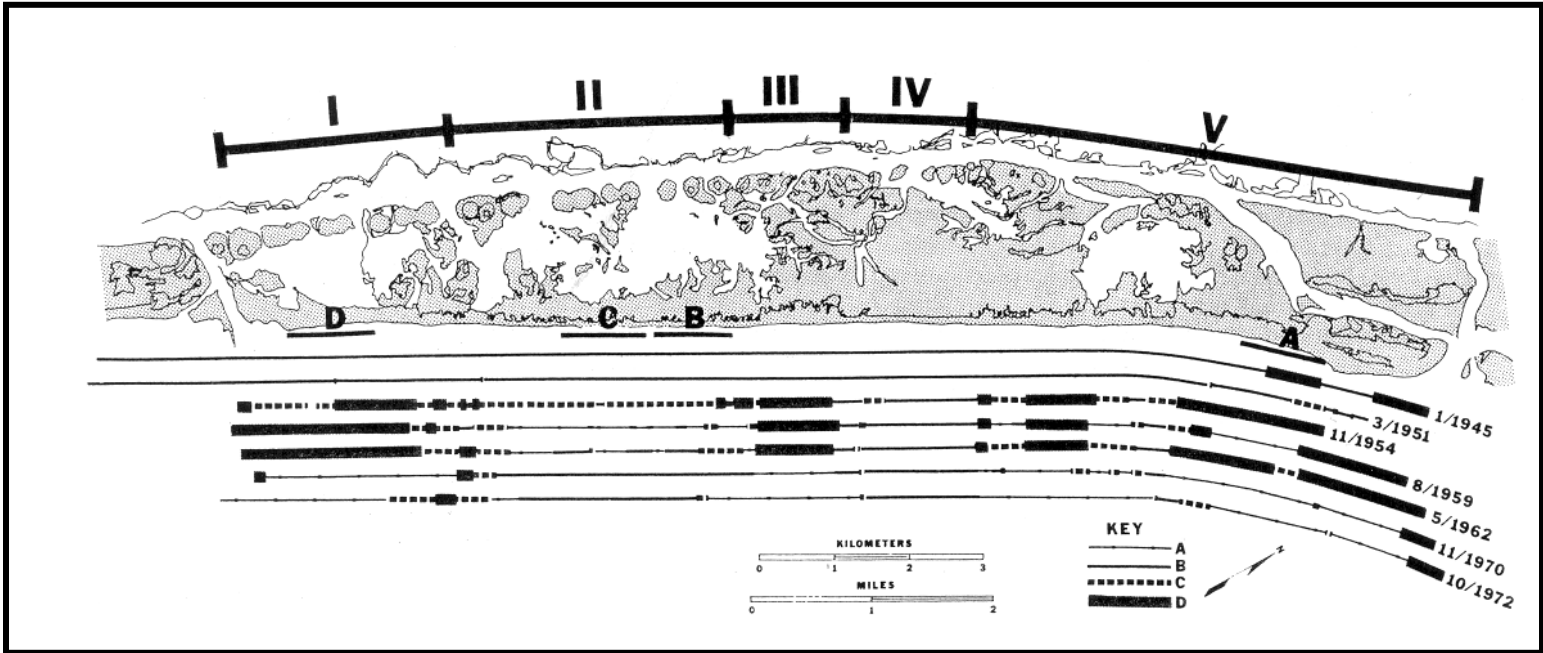 I II III IV V
D C B A
1/1945
3/1951
11/1954
8/1959
5/1962
11/1970
10/1972
KILOMETERS
0 1 2 3
MILES
0 1 2
KEY
A
B
C
D
N